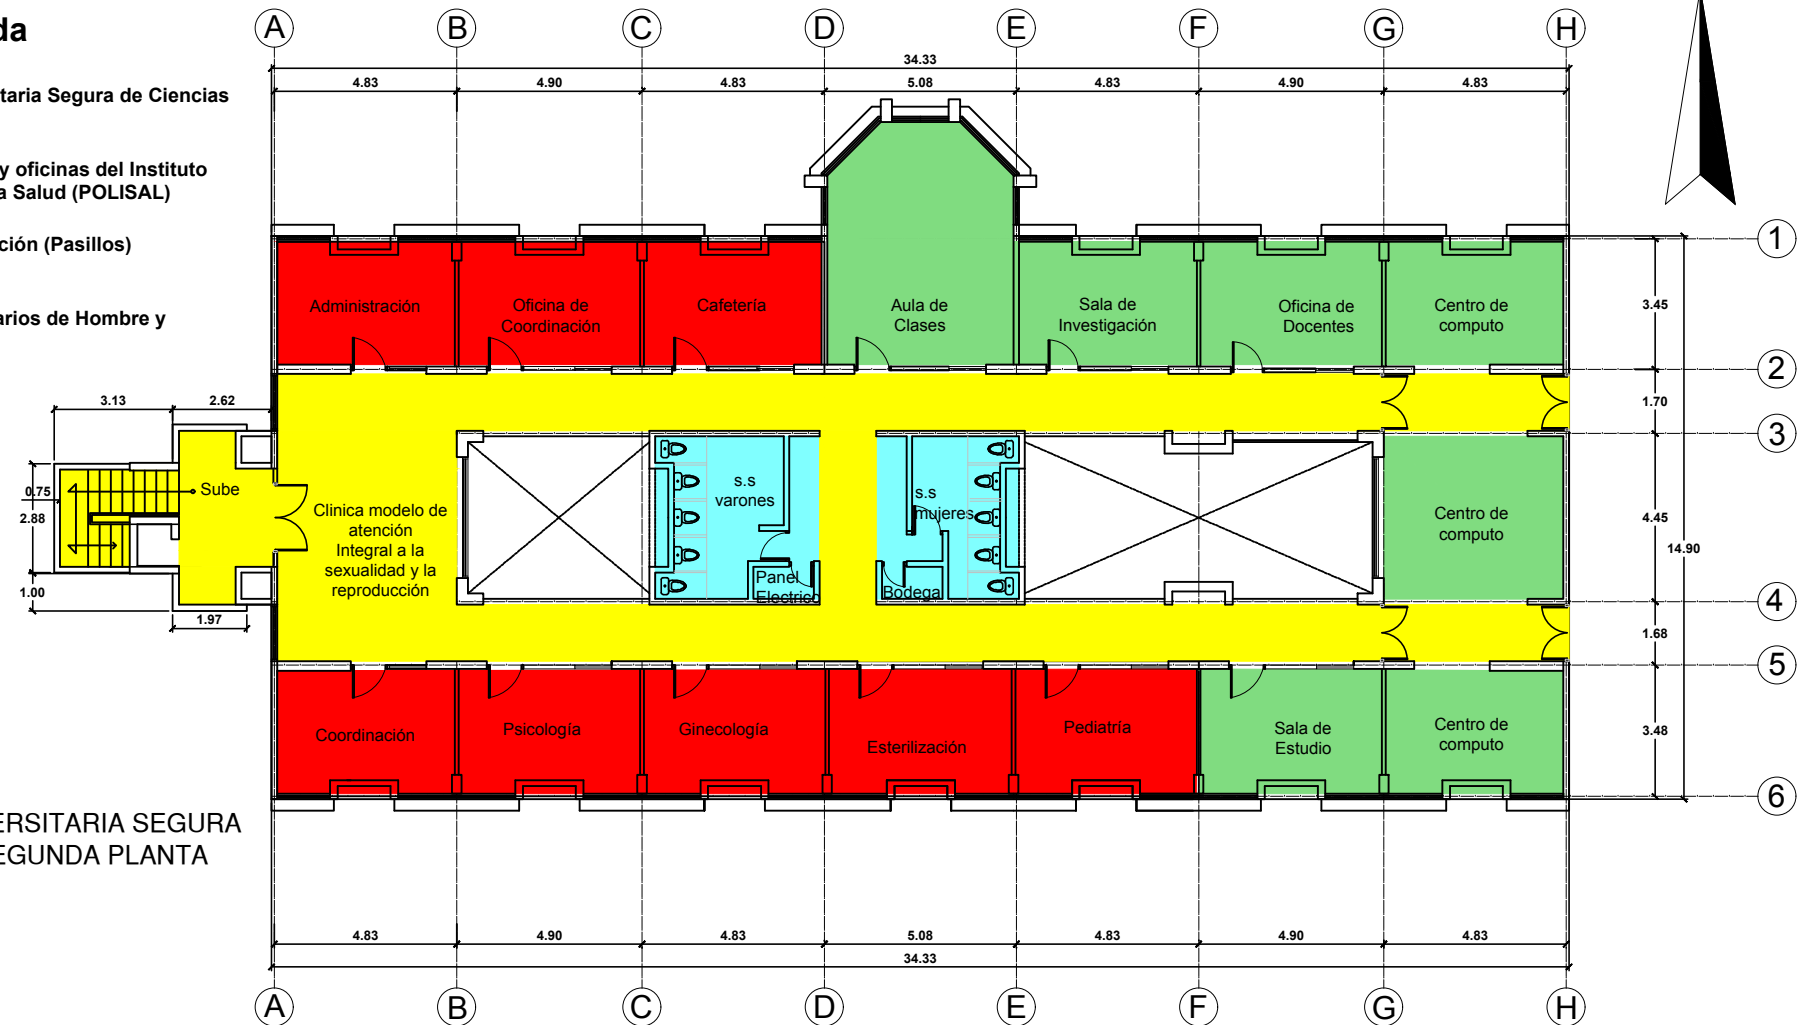 A B C D E F G H
34.33
4.83 4.90 4.83 5.08 4.83 4.90 4.83
Segura de Ciencias
y oficinas del Instituto
Salud (POLISAL)
(Pasillos)
de Hombre y
1
Administración
Oficina de
Coordinación
Cafetería
Aula de
Clases
Sala de
Investigación
Oficina de
Docentes
Centro de
computo
3.45
2
1.70
3
3.13 2.62
0.75
2.88
1.00
1.97
Sube
Clinica modelo de
atención
Integral a la
sexualidad y la
reproducción
s.s
varones
Panel
Electrico
s.s
mujeres
Bodega
Centro de
computo
4.45
14.90
4
1.68
5
Coordinación
Psicología
Ginecología
Esterilización
Pediatría
Sala de
Estudio
Centro de
computo
3.48
6
SEGURA
PLANTA
4.83 4.90 4.83 5.08 4.83 4.90 4.83
34.33
A B C D E F G H